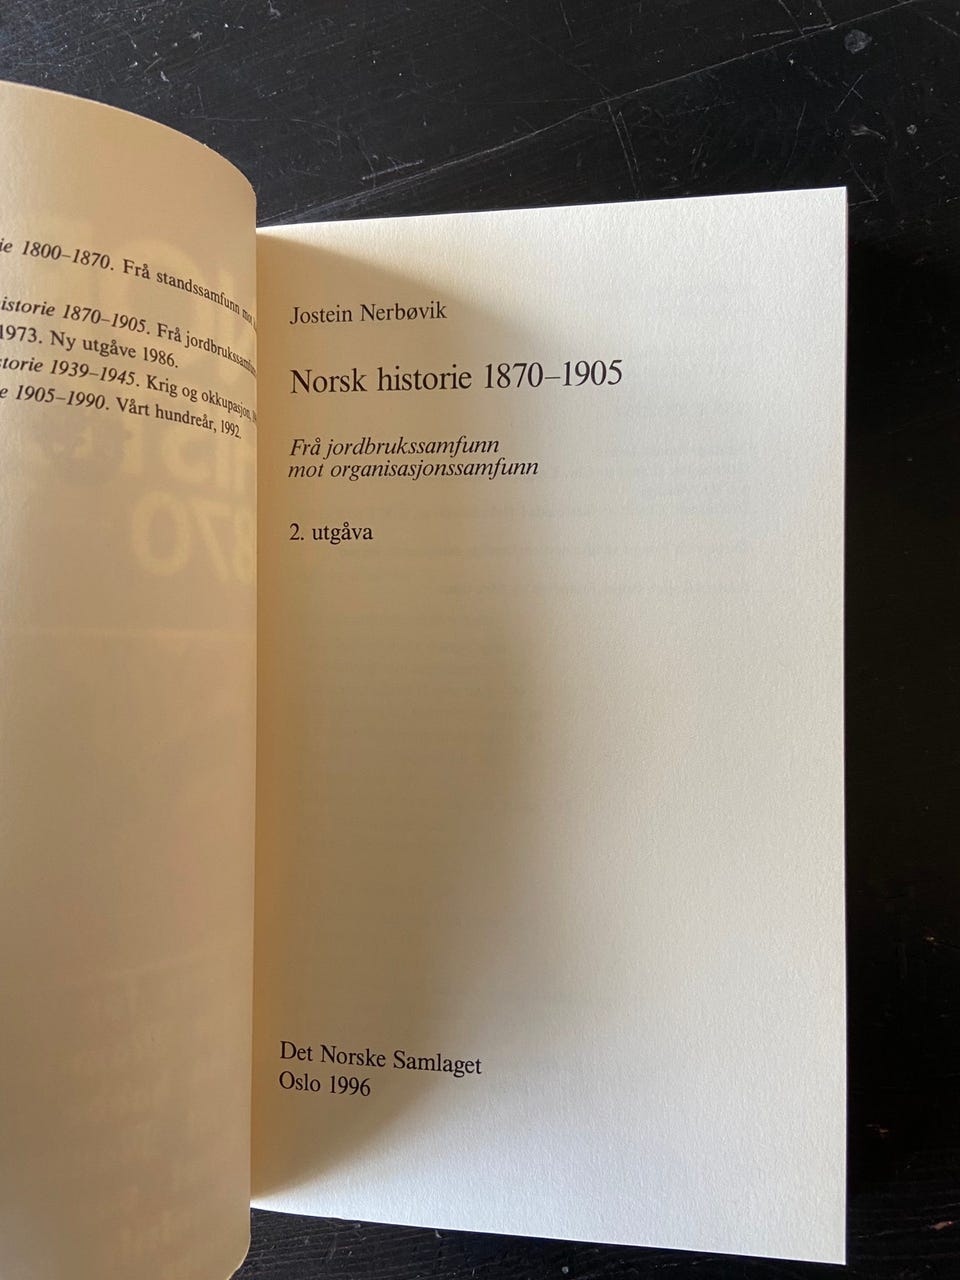 ie 1800–1870. Frå standssamfunn mot
istorie 1870–1905. Frå jordbrukssamfunn
1973. Ny utgåve 1986.
storie 1939–1945. Krig og okkupasjon,
e 1905–1990. Vårt hundreår, 1992.
Jostein Nerbøvik
Norsk historie 1870–1905
Frå jordbrukssamfunn
mot organisasjonssamfunn
2. utgåva
Det Norske Samlaget
Oslo 1996